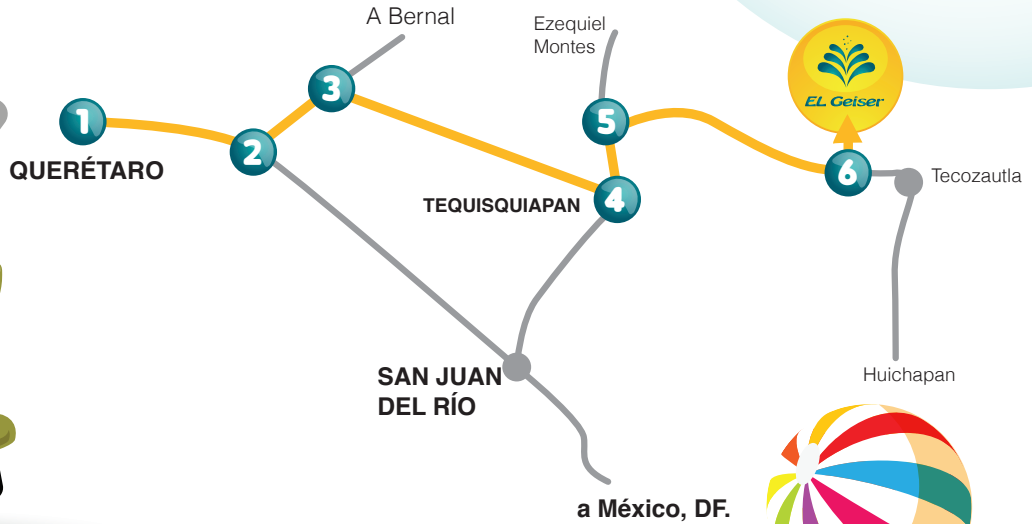 A Bernal
Ezequiel
Montes
EL Geiser
1
2
3
4
5
6
QUERÉTARO
TEQUISQUIAPAN
Tecozautla
SAN JUAN
DEL RÍO
Huichapan
a México, DF.